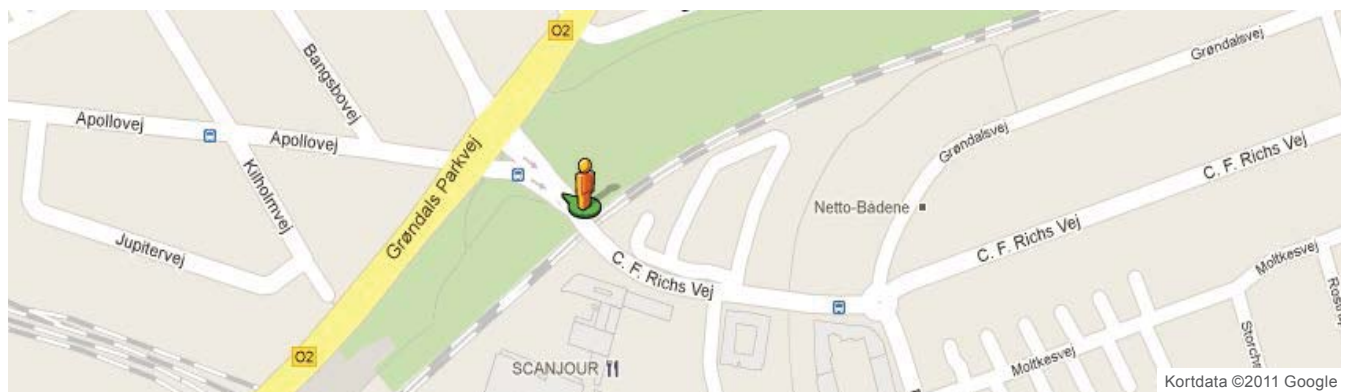 O2
Bangsbovej
Grøndalsvej
Apollovej
Apollovej
Grøndalsvej
C. F. Richs Vej
Kilholmvej
Grøndals Parkvej
Netto-Bådene
Jupitervej
C. F. Richs Vej
C. F. Richs Vej
Moltkesvej
O2
SCANJOUR
Moltkesvej
Kortdata ©2011 Google